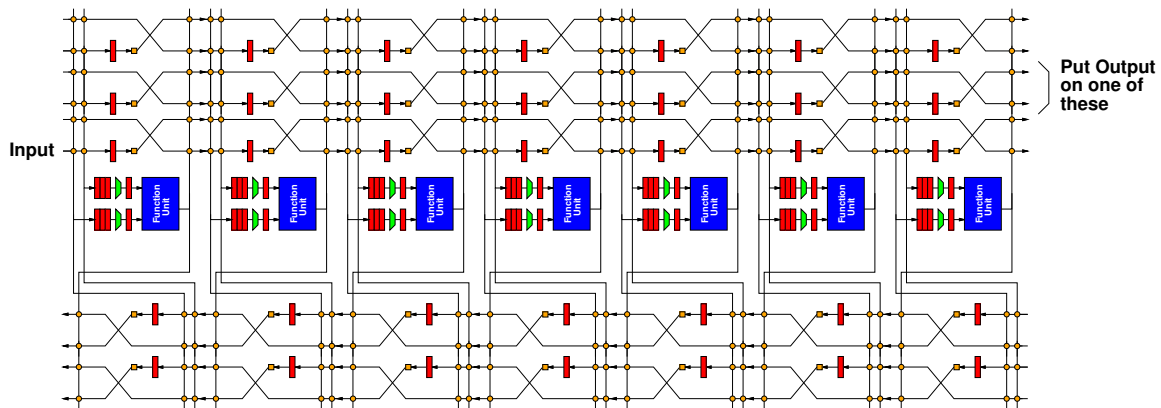 Put Output
on one of
these
Input
Function
Unit
Function
Unit
Function
Unit
Function
Unit
Function
Unit
Function
Unit
Function
Unit